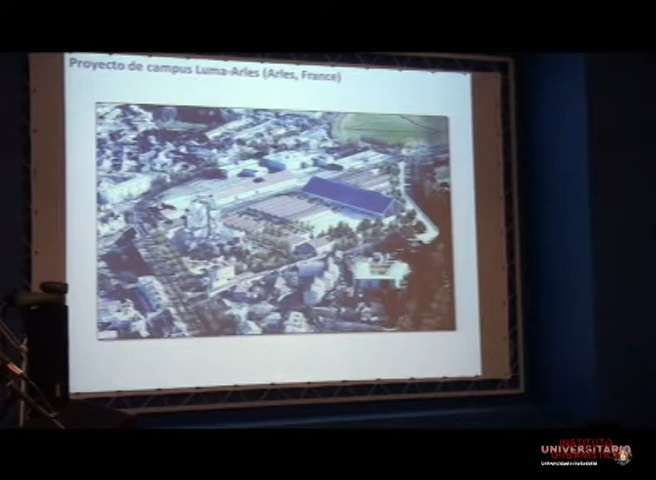 Proyecto de campus Luma-Arles (Arles, France)
INSTITUTO
UNIVERSITARIO